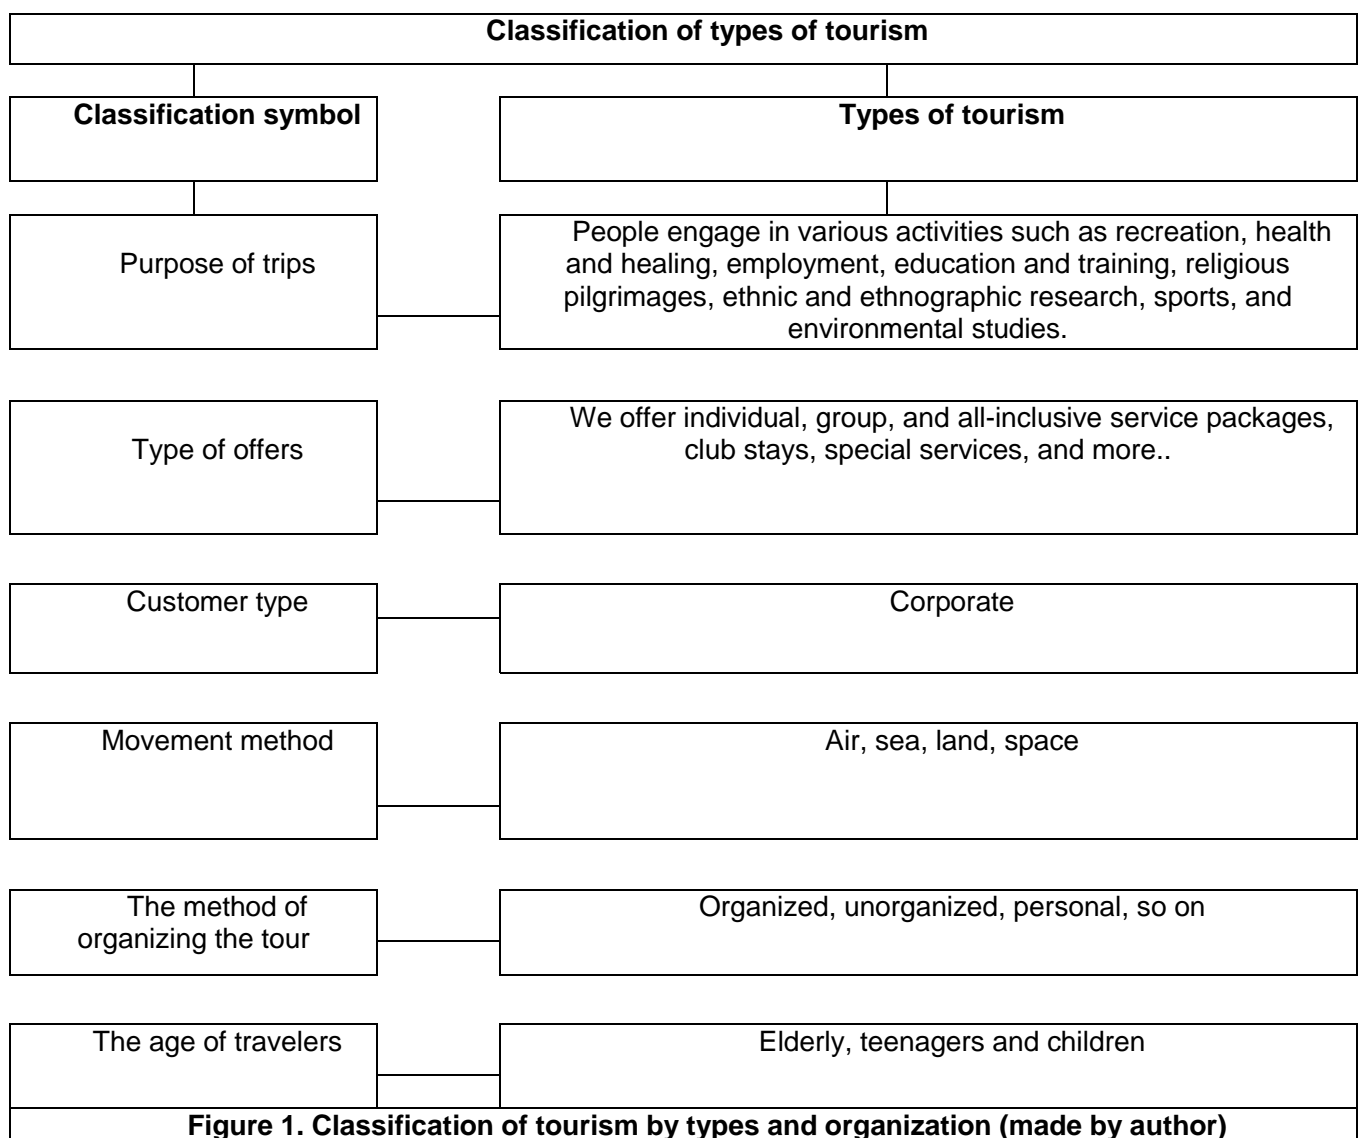 Classification of types of tourism
Classification symbol
Types of tourism
Purpose of trips
People engage in various activities such as recreation, health
and healing, employment, education and training, religious
pilgrimages, ethnic and ethnographic research, sports, and
environmental studies.
Type of offers
We offer individual, group, and all-inclusive service packages,
club stays, special services, and more..
Customer type
Corporate
Movement method
Air, sea, land, space
The method of
organizing the tour
Organized, unorganized, personal, so on
The age of travelers
Elderly, teenagers and children
Figure 1. Classification of tourism by types and organization (made by author)